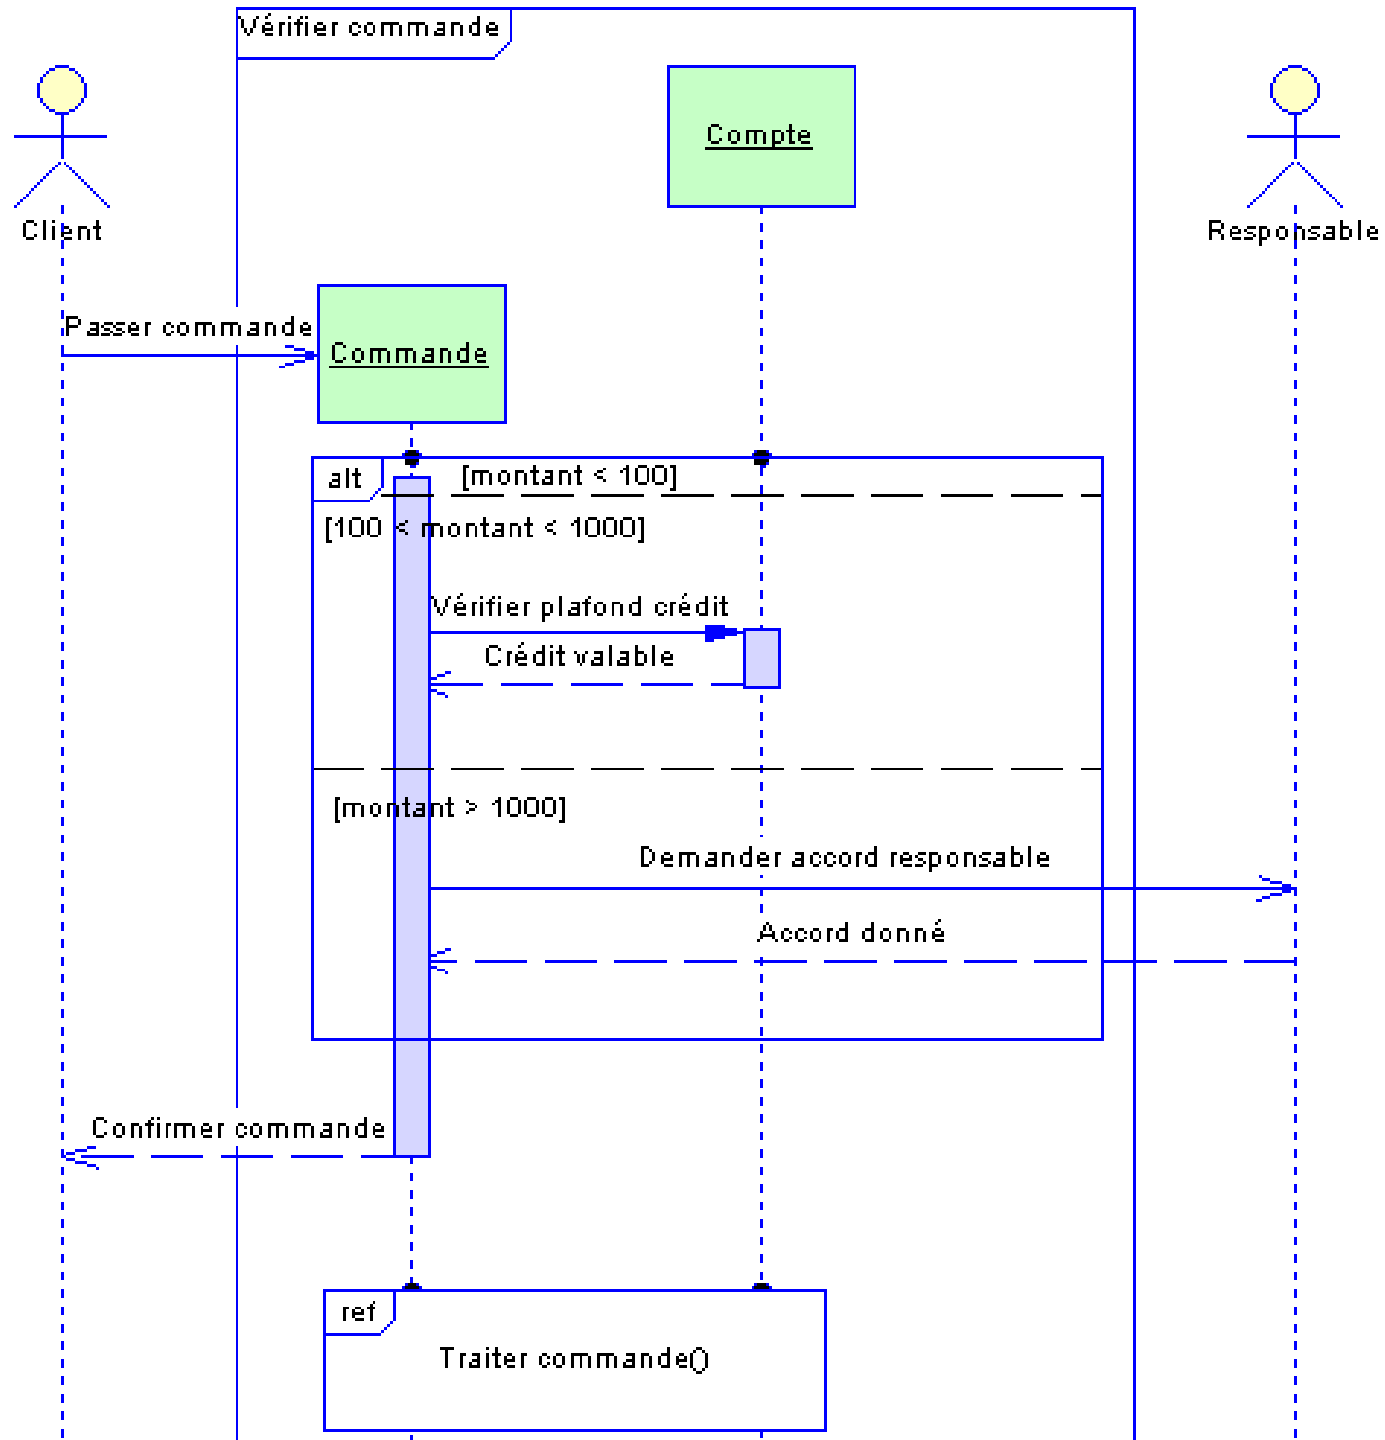 Vérifier commande
Compte
Client
Responsable
Passer commande
Commande
alt
[montant < 100]
[100 < montant < 1000]
Vérifier plafond crédit
Crédit valable
[montant > 1000]
Demander accord responsable
Accord donné
Confirmer commande
ref
Traiter commande()